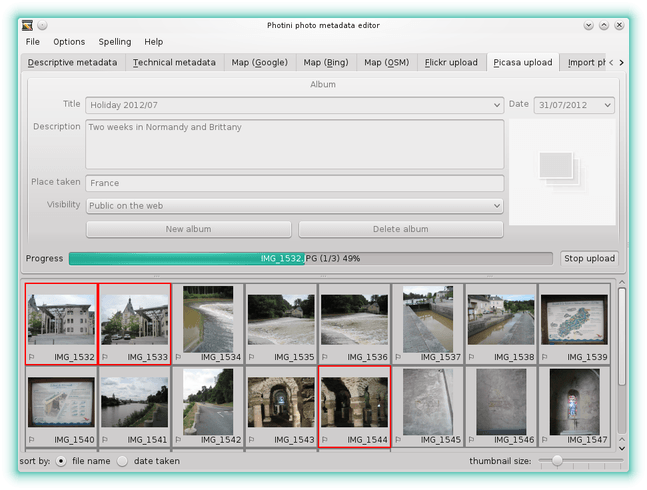 Photini photo metadata editor
File Options Spelling Help
Descriptive metadata Technical metadata Map (Google) Map (Bing) Map (OSM) Flickr upload Picasa upload Import ph
Album
Title Holiday 2012/07 Date 31/07/2012
Description Two weeks in Normandy and Brittany
Place taken France
Visibility Public on the web
New album Delete album
Progress IMG_1532.JPG (1/3) 49% Stop upload
IMG_1532 IMG_1533 IMG_1534 IMG_1535 IMG_1536 IMG_1537 IMG_1538 IMG_1539
IMG_1540 IMG_1541 IMG_1542 IMG_1543 IMG_1544 IMG_1545 IMG_1546 IMG_1547
sort by: file name date taken thumbnail size: